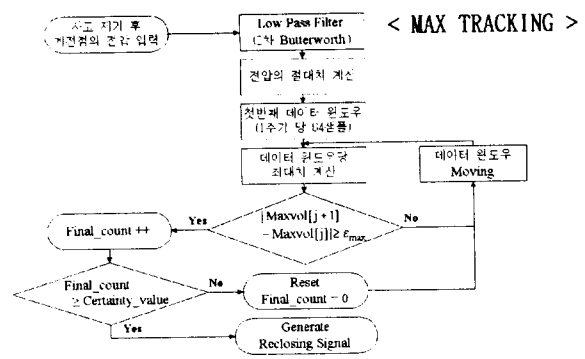 < MAX TRACKING >
사고 제거 후
계전점의 전압 입력
Low Pass Filter
(2차 Butterworth)
전압의 절대치 계산
첫번째 데이터 윈도우
(1주기 당 64샘플)
데이터 윈도우당
최대치 계산
데이터 윈도우
Moving
|Maxvol[j+1]
−Maxvol[j]|≥ εmax
Yes
No
Final_count ++
Final_count
≥ Certainty_value
No
Reset
Final_count = 0
Yes
Generate
Reclosing Signal